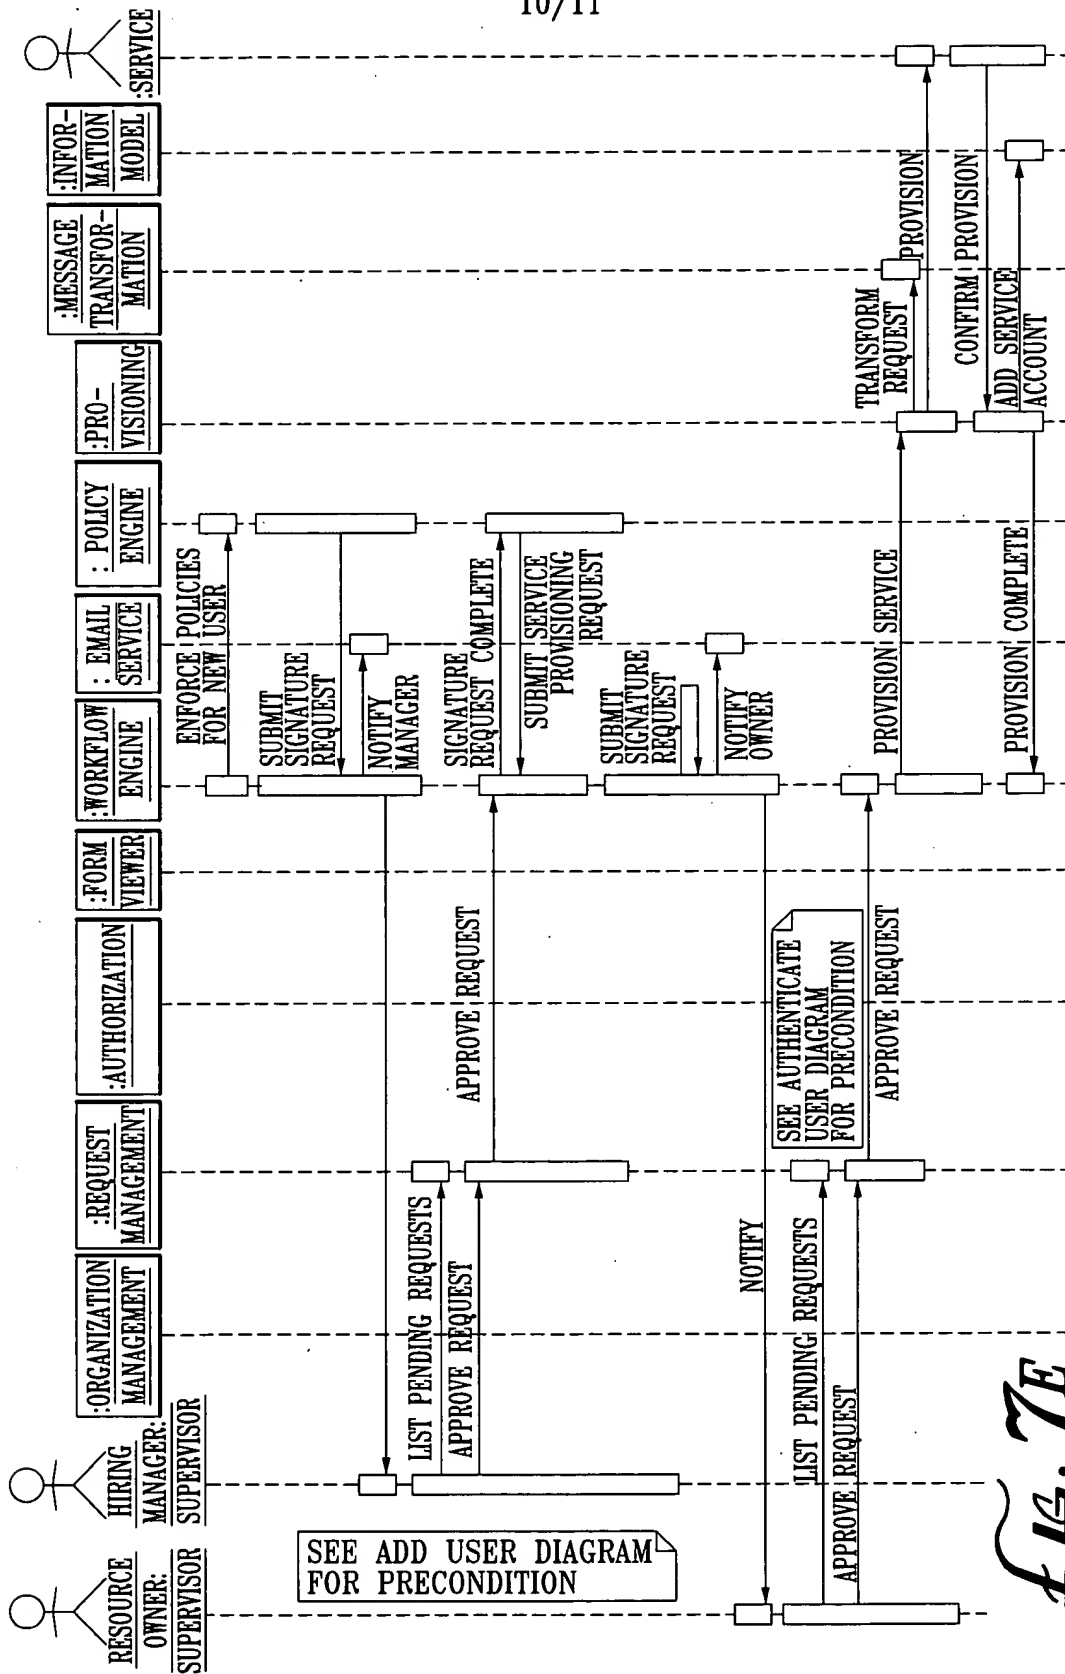 10/11
RESOURCE
OWNER:
SUPERVISOR
HIRING
MANAGER:
SUPERVISOR
:ORGANIZATION
MANAGEMENT
:REQUEST
MANAGEMENT
:AUTHORIZATION
:FORM
VIEWER
:WORKFLOW
ENGINE
: EMAIL
SERVICE
: POLICY
ENGINE
:PRO-
VISIONING
:MESSAGE
TRANSFOR-
MATION
:INFOR-
MATION
MODEL
:SERVICE
ENFORCE POLICIES
FOR NEW USER
SUBMIT
SIGNATURE
REQUEST
NOTIFY
MANAGER
SEE ADD USER DIAGRAM
FOR PRECONDITION
LIST PENDING REQUESTS
APPROVE REQUEST
APPROVE REQUEST
SIGNATURE
REQUEST COMPLETE
SUBMIT SERVICE
PROVISIONING
REQUEST
SUBMIT
SIGNATURE
REQUEST
NOTIFY
OWNER
NOTIFY
SEE AUTHENTICATE
USER DIAGRAM
FOR PRECONDITION
LIST PENDING REQUESTS
APPROVE REQUEST
APPROVE REQUEST
PROVISION SERVICE
TRANSFORM
REQUEST
PROVISION
CONFIRM PROVISION
ADD SERVICE
ACCOUNT
PROVISION COMPLETE
FIG. 7E